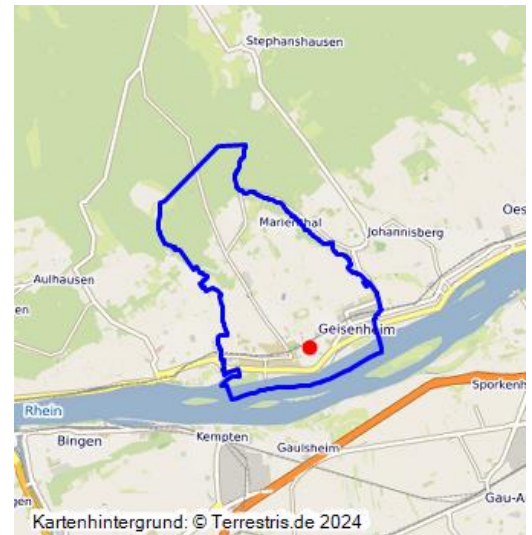 Stephanshausen
Marienthal
Johannisberg
Oes
Aulhausen
en
Geisenheim
Sporkenh
Rhein
Bingen
Kempten
Gaulsheim
gen
Gau-A
Kartenhintergrund: © Terrestris.de 2024